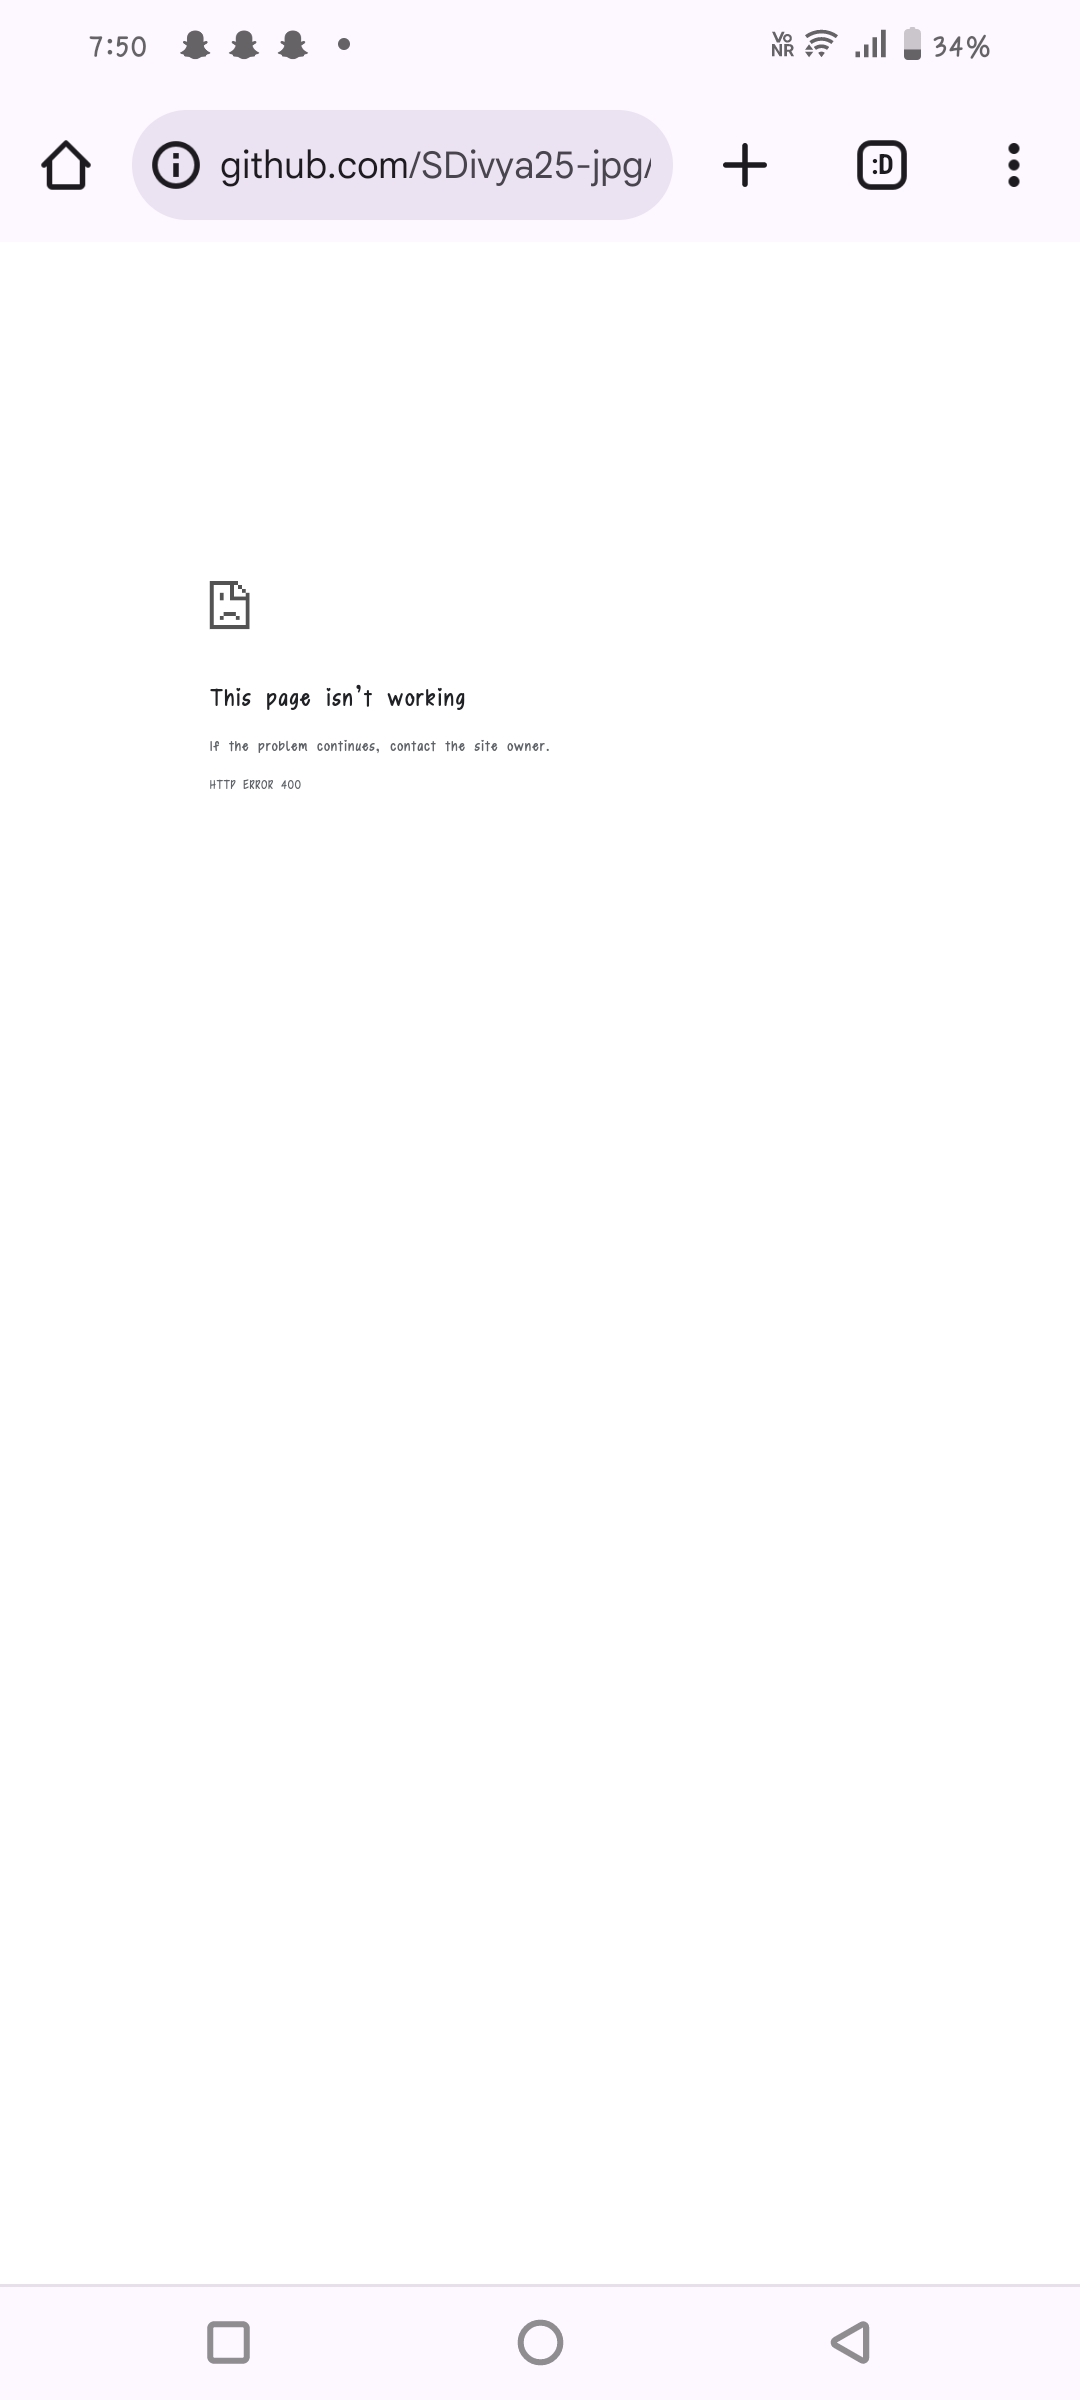 7:50
Vo
NR
34%
github.com/SDivya25-jpg/
:D
This page isn't working
If the problem continues, contact the site owner.
HTTP ERROR 400